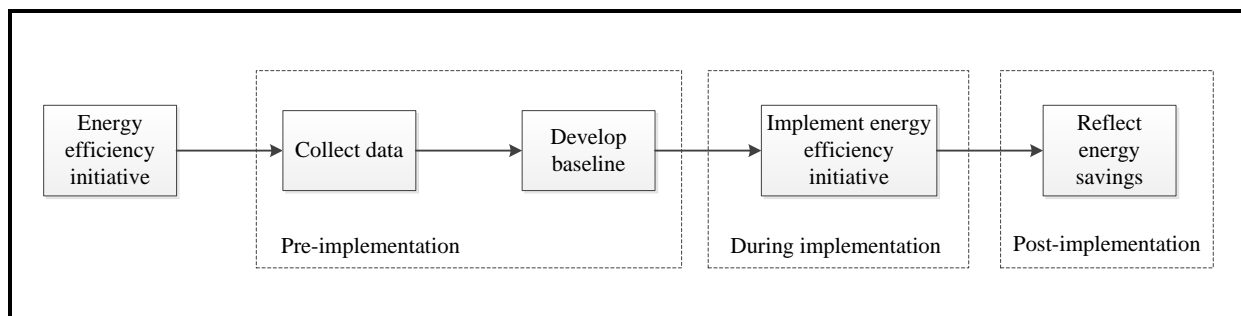 Energy
efficiency
initiative
Collect data
Develop
baseline
Pre-implementation
Implement energy
efficiency
initiative
During implementation
Reflect
energy
savings
Post-implementation